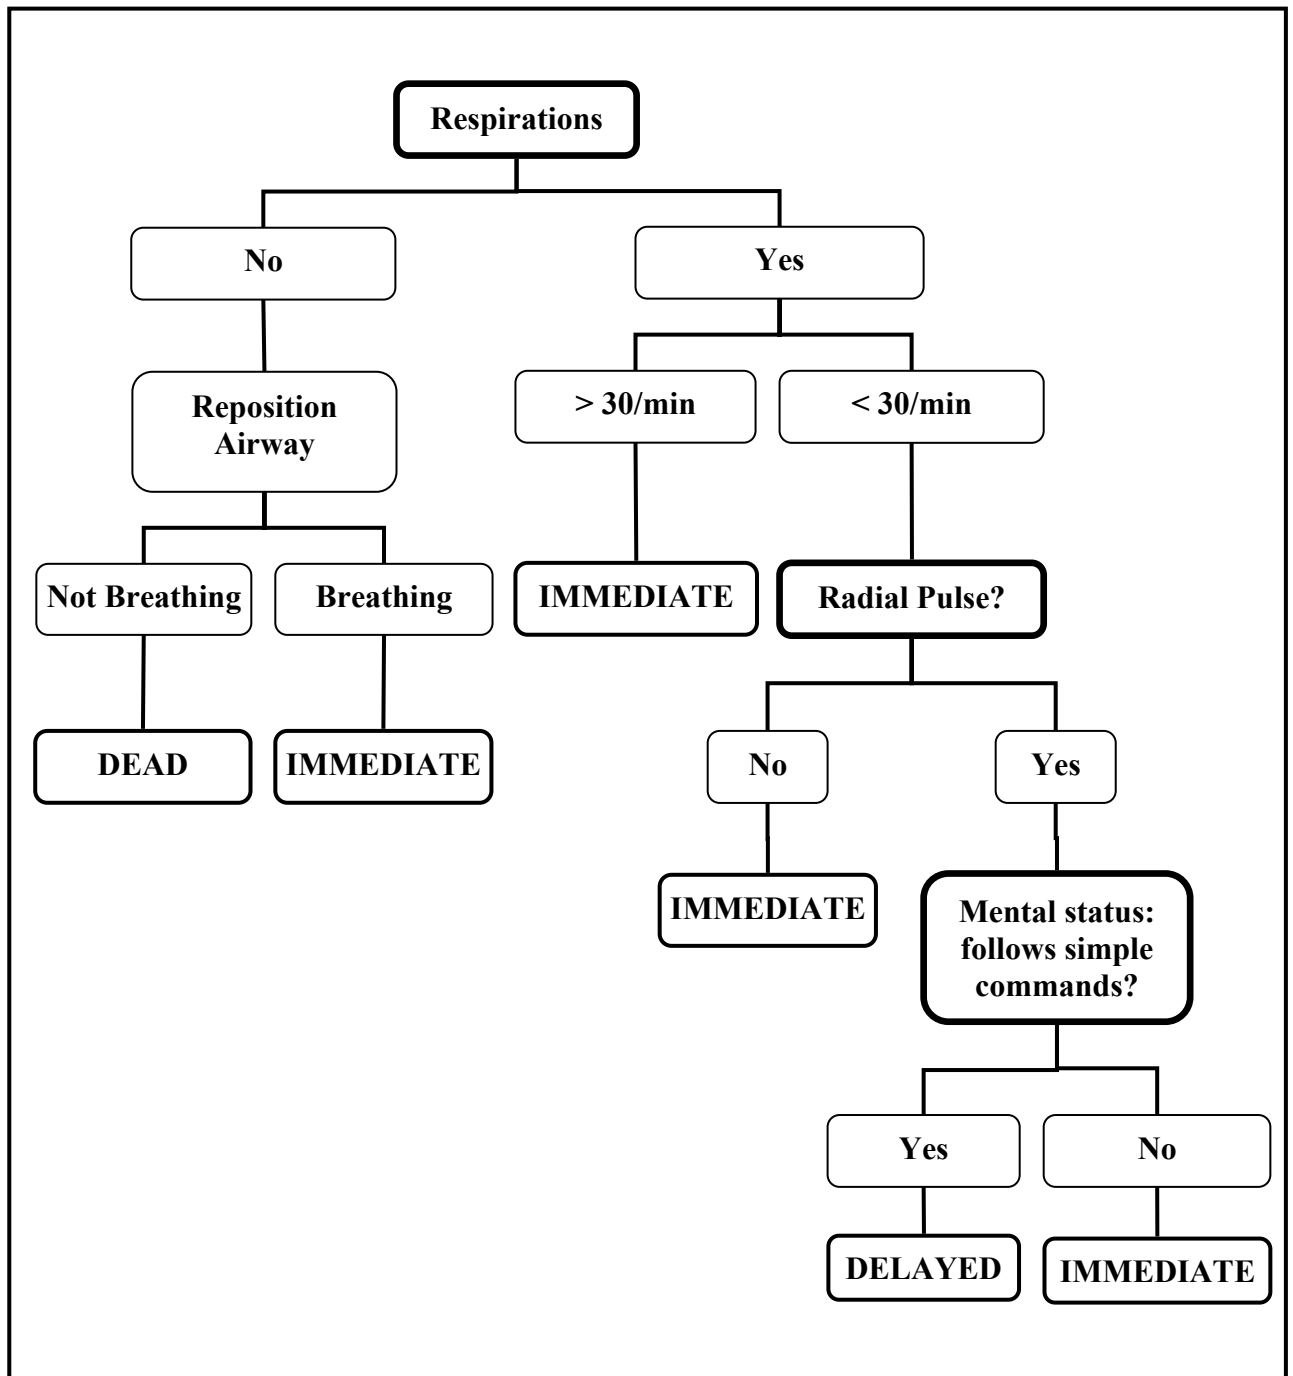 Respirations
No
Yes
Reposition
Airway
> 30/min
< 30/min
Not Breathing
Breathing
IMMEDIATE
Radial Pulse?
DEAD
IMMEDIATE
No
Yes
IMMEDIATE
Mental status:
follows simple
commands?
Yes
No
DELAYED
IMMEDIATE